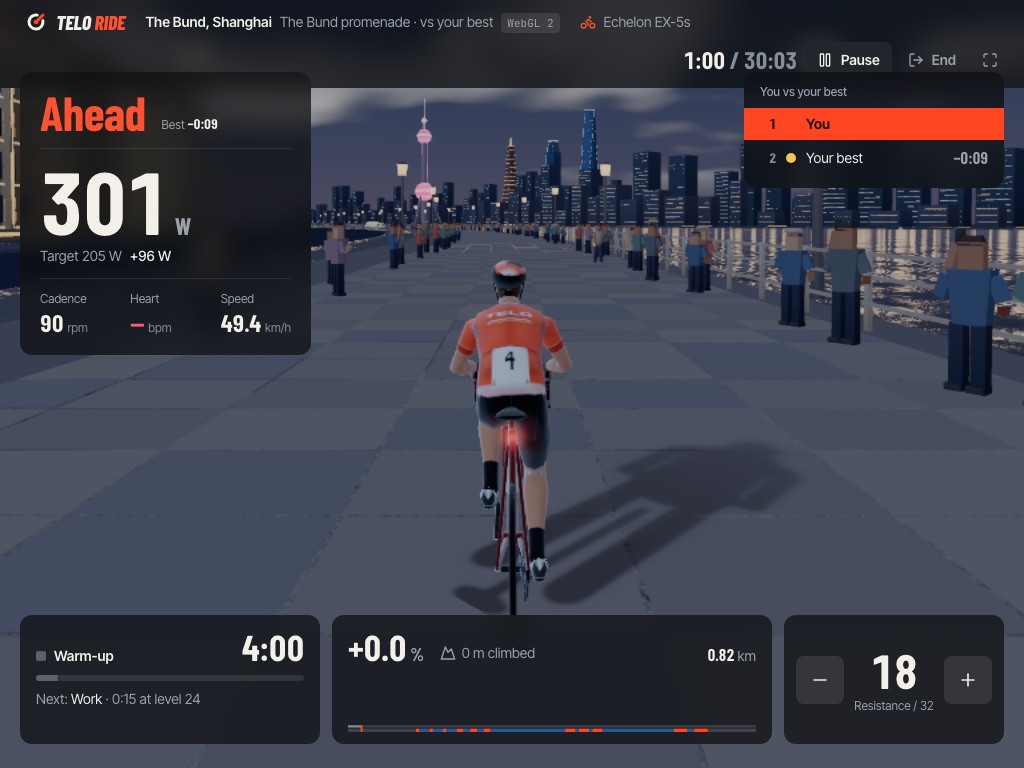 TELO RIDE The Bund, Shanghai The Bund promenade · vs your best WebGL 2 Echelon EX-5s
1:00 / 30:03 Pause End
Ahead Best −0:09
301 W
Target 205 W +96 W
Cadence Heart Speed
90 rpm — bpm 49.4 km/h
You vs your best
1 You
2 Your best −0:09
TELO
4
Warm-up 4:00
Next: Work · 0:15 at level 24
+0.0 % 0 m climbed 0.82 km
− 18 +
Resistance / 32